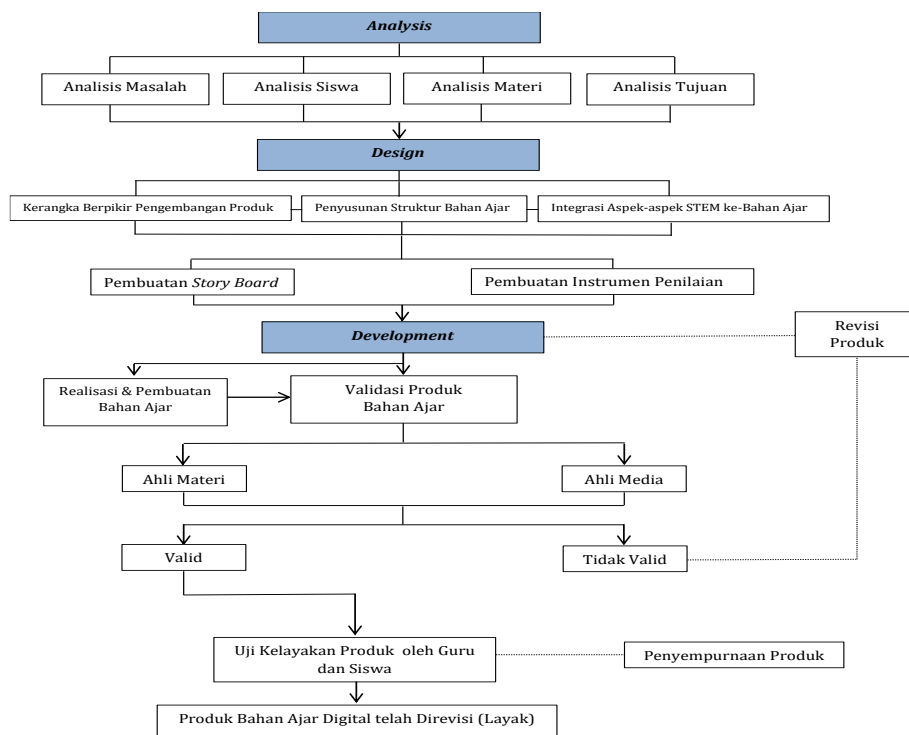 Analysis
Analisis Masalah
Analisis Siswa
Analisis Materi
Analisis Tujuan
Design
Kerangka Berpikir Pengembangan Produk
Penyusunan Struktur Bahan Ajar
Integrasi Aspek-aspek STEM ke-Bahan Ajar
Pembuatan Story Board
Pembuatan Instrumen Penilaian
Development
Revisi
Produk
Realisasi & Pembuatan
Bahan Ajar
Validasi Produk
Bahan Ajar
Ahli Materi
Ahli Media
Valid
Tidak Valid
Uji Kelayakan Produk oleh Guru
dan Siswa
Penyempurnaan Produk
Produk Bahan Ajar Digital telah Direvisi (Layak)